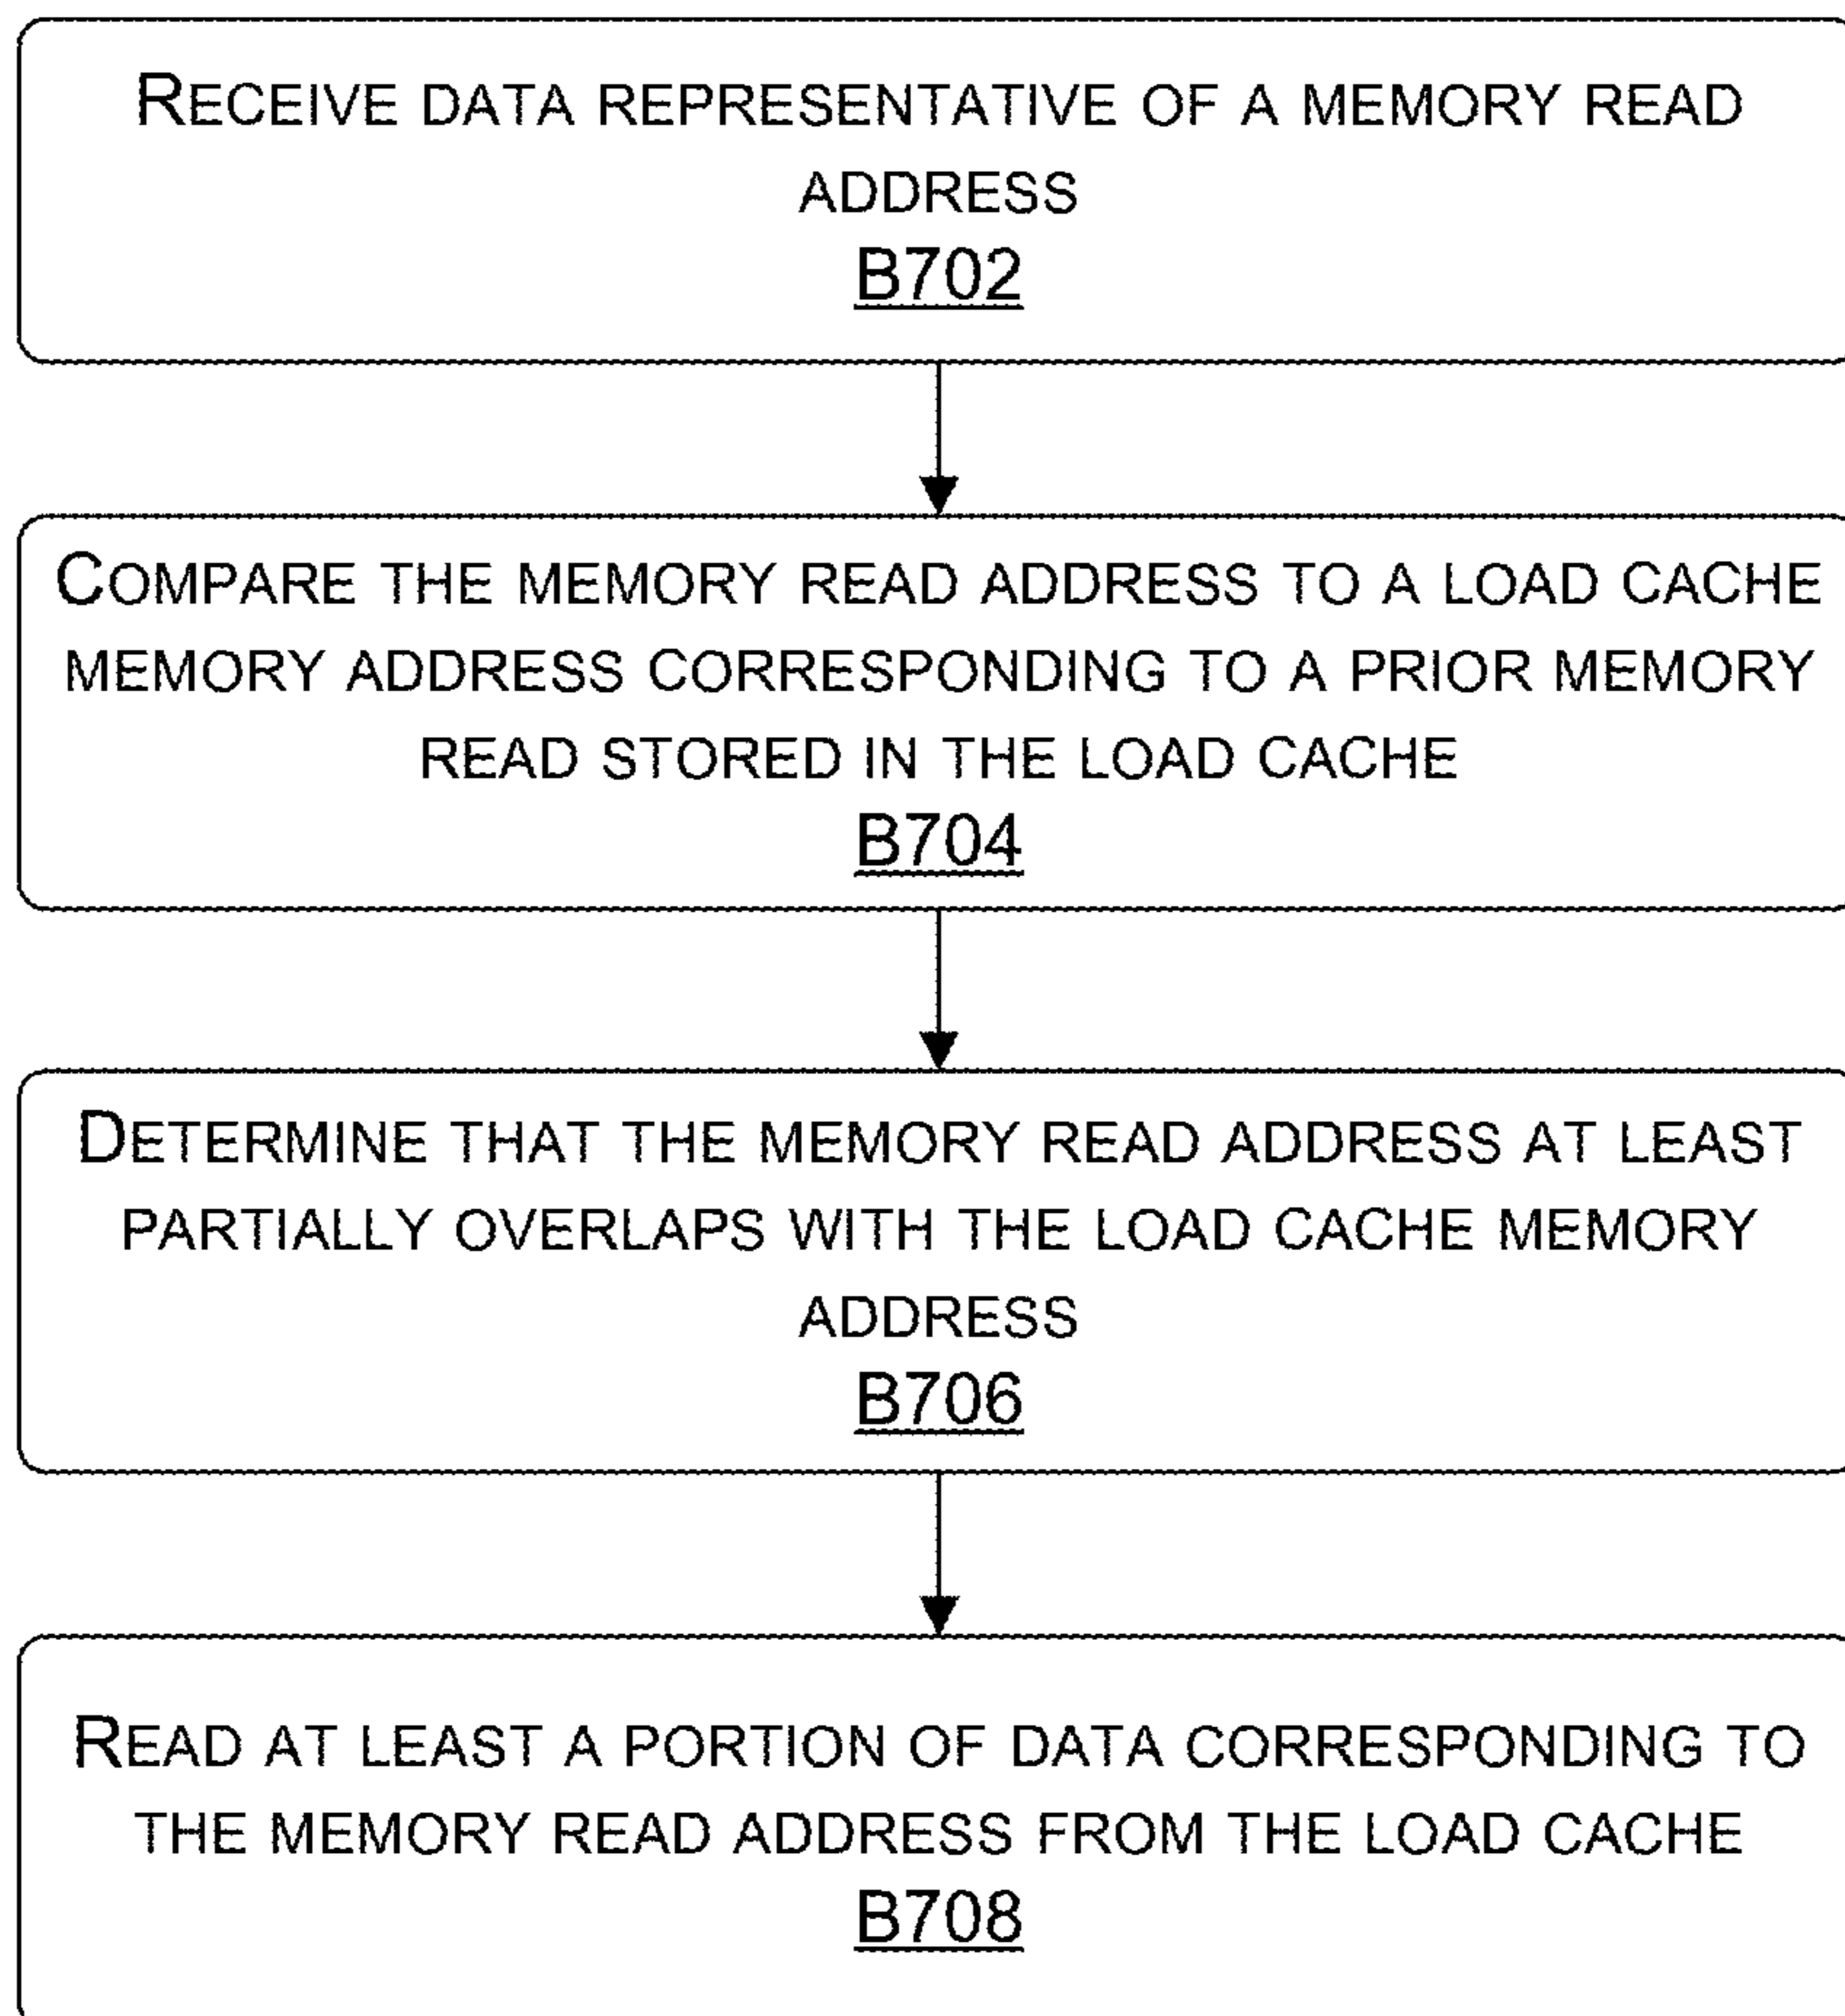 RECEIVE DATA REPRESENTATIVE OF A MEMORY READ
ADDRESS
B702
COMPARE THE MEMORY READ ADDRESS TO A LOAD CACHE
MEMORY ADDRESS CORRESPONDING TO A PRIOR MEMORY
READ STORED IN THE LOAD CACHE
B704
DETERMINE THAT THE MEMORY READ ADDRESS AT LEAST
PARTIALLY OVERLAPS WITH THE LOAD CACHE MEMORY
ADDRESS
B706
READ AT LEAST A PORTION OF DATA CORRESPONDING TO
THE MEMORY READ ADDRESS FROM THE LOAD CACHE
B708